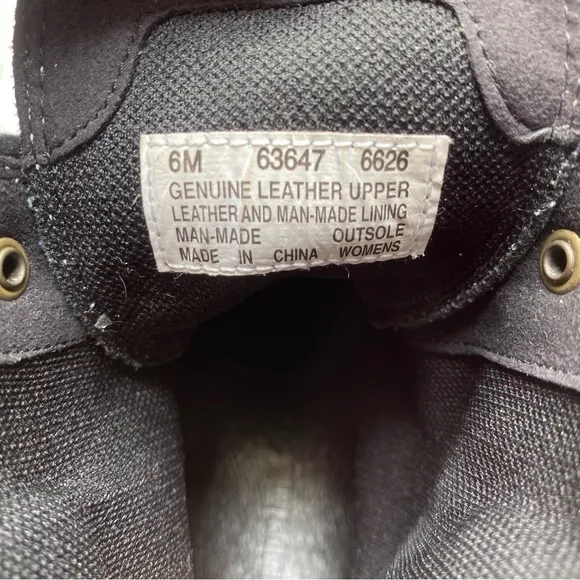 6M 63647 6626
GENUINE LEATHER UPPER
LEATHER AND MAN-MADE LINING
MAN-MADE OUTSOLE
MADE IN CHINA WOMENS